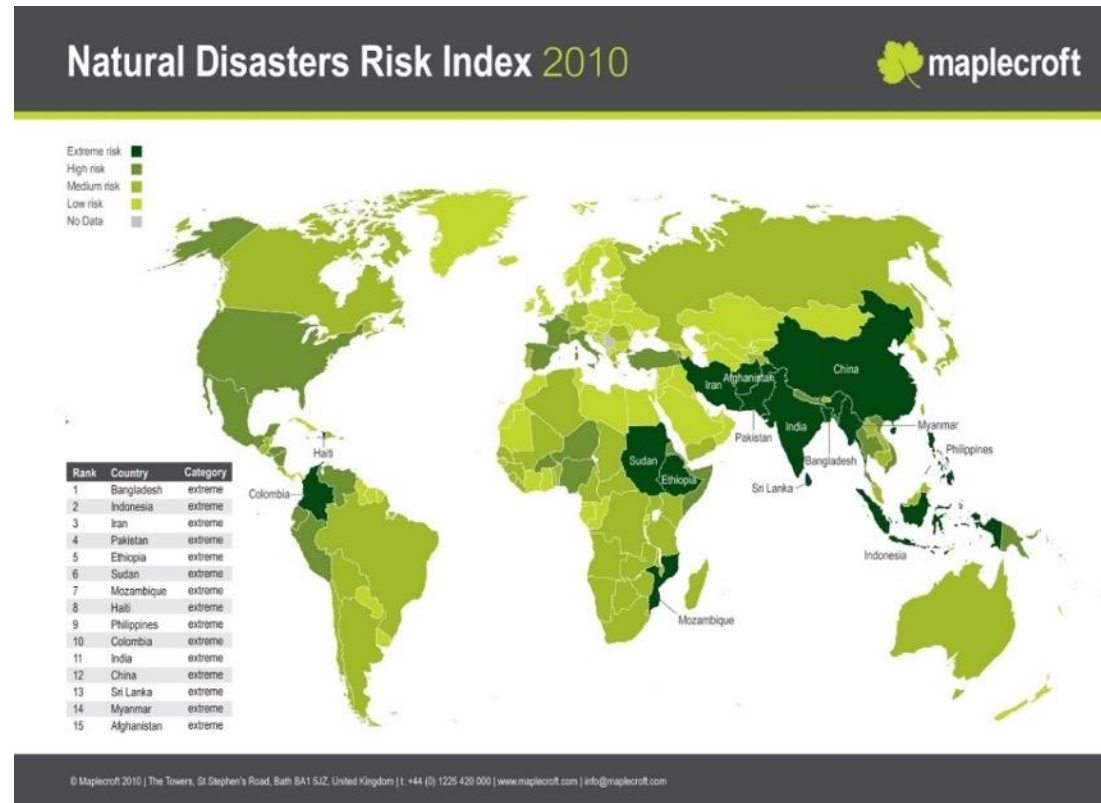 Natural Disasters Risk Index 2010
maplecroft
Extreme risk
High risk
Medium risk
Low risk
No Data
Iran
Afghanistan
China
Pakistan
India
Myanmar
Bangladesh
Philippines
Sri Lanka
Sudan
Ethiopia
Indonesia
Mozambique
Haiti
Colombia
Rank Country Category
1 Bangladesh extreme
2 Indonesia extreme
3 Iran extreme
4 Pakistan extreme
5 Ethiopia extreme
6 Sudan extreme
7 Mozambique extreme
8 Haiti extreme
9 Philippines extreme
10 Colombia extreme
11 India extreme
12 China extreme
13 Sri Lanka extreme
14 Myanmar extreme
15 Afghanistan extreme
© Maplecroft 2010 | The Towers, St Stephen's Road, Bath BA1 5JZ, United Kingdom | t: +44 (0) 1225 420 000 | www.maplecroft.com | info@maplecroft.com